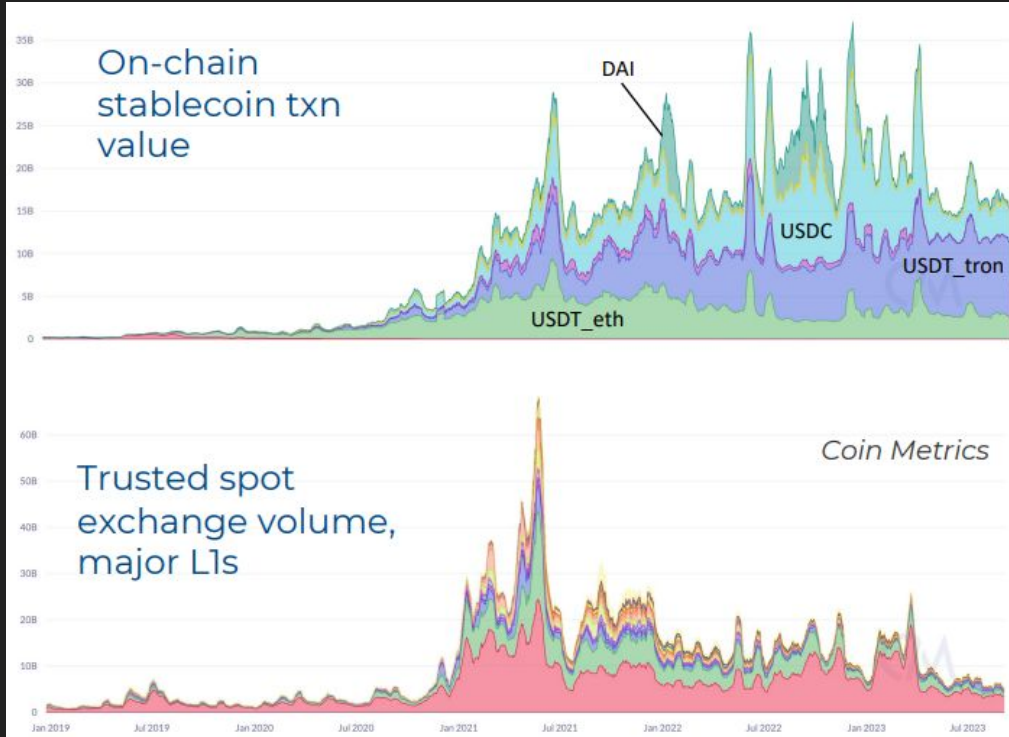 On-chain
stablecoin txn
value
35B
30B
25B
20B
15B
10B
5B
0
DAI
USDC
USDT_tron
USDT_eth
CM
Trusted spot
exchange volume,
major L1s
Coin Metrics
60B
50B
40B
30B
20B
10B
0
CM
Jan 2019
Jul 2019
Jan 2020
Jul 2020
Jan 2021
Jul 2021
Jan 2022
Jul 2022
Jan 2023
Jul 2023